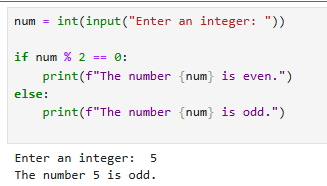 num = int(input("Enter an integer: "))
if num % 2 == 0:
    print(f"The number {num} is even.")
else:
    print(f"The number {num} is odd.")
Enter an integer:  5
The number 5 is odd.